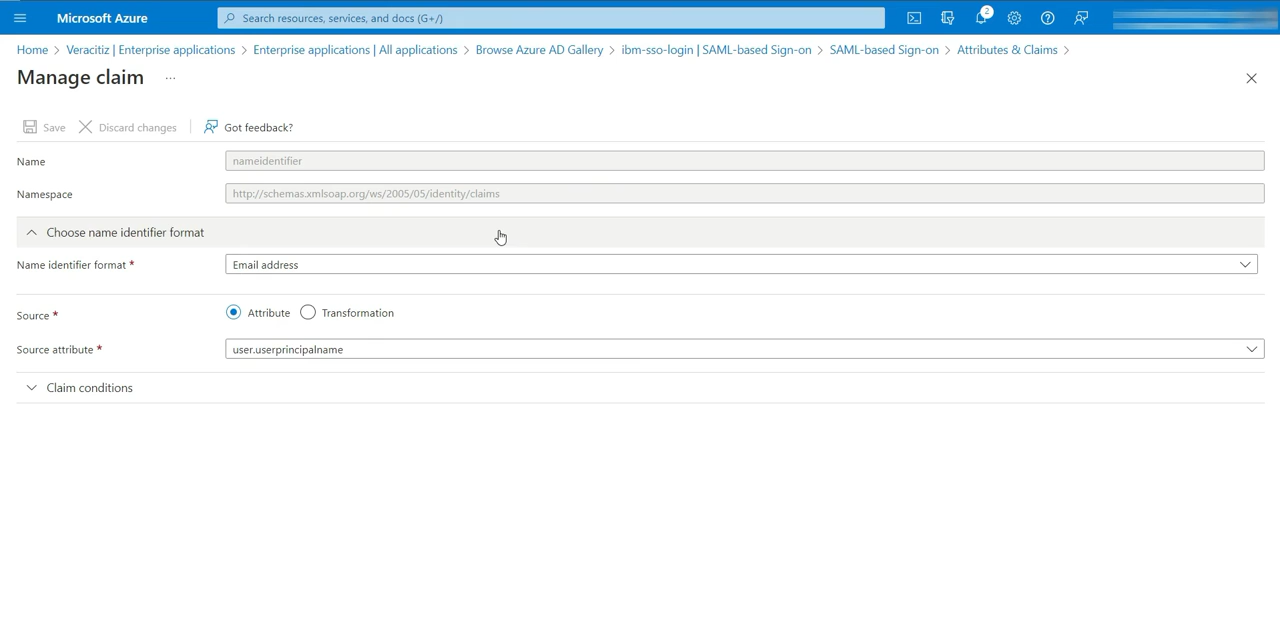 Microsoft Azure
Search resources, services, and docs (G+/)
2
Home > Veracitiz | Enterprise applications > Enterprise applications | All applications > Browse Azure AD Gallery > ibm-sso-login | SAML-based Sign-on > SAML-based Sign-on > Attributes & Claims >
Manage claim ...
Save Discard changes Got feedback?
Name nameidentifier
Namespace http://schemas.xmlsoap.org/ws/2005/05/identity/claims
Choose name identifier format
Name identifier format * Email address
Source * Attribute Transformation
Source attribute * user.userprincipalname
Claim conditions